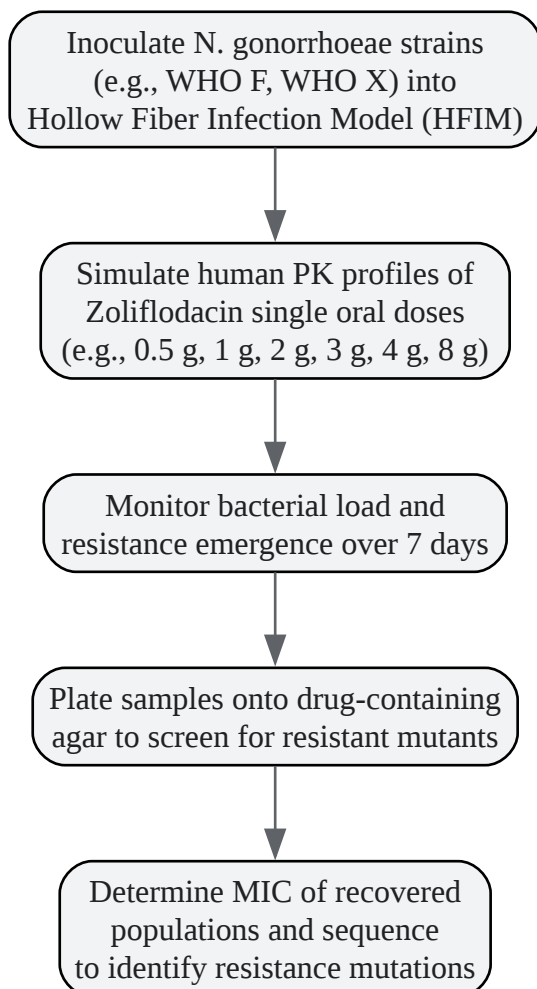 Inoculate N. gonorrhoeae strains
(e.g., WHO F, WHO X) into
Hollow Fiber Infection Model (HFIM)
Simulate human PK profiles of
Zoliflodacin single oral doses
(e.g., 0.5 g, 1 g, 2 g, 3 g, 4 g, 8 g)
Monitor bacterial load and
resistance emergence over 7 days
Plate samples onto drug-containing
agar to screen for resistant mutants
Determine MIC of recovered
populations and sequence
to identify resistance mutations